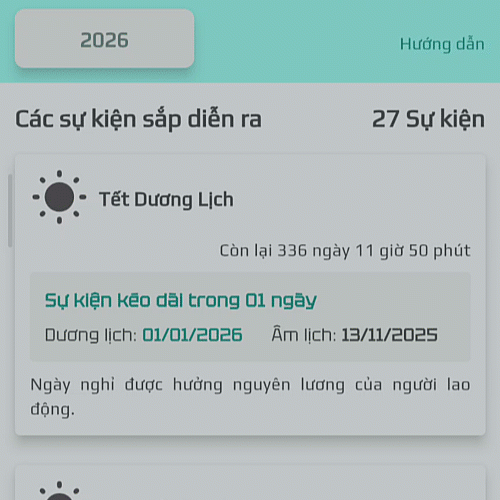 2026
Hướng dẫn
Các sự kiện sắp diễn ra
27 Sự kiện
Tết Dương Lịch
Còn lại 336 ngày 11 giờ 50 phút
Sự kiện kéo dài trong 01 ngày
Dương lịch: 01/01/2026 Âm lịch: 13/11/2025
Ngày nghỉ được hưởng nguyên lương của người lao
động.